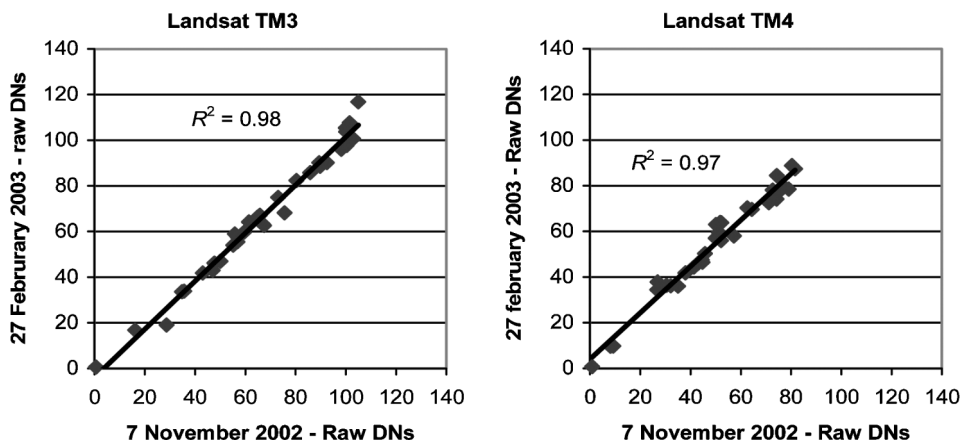 Landsat TM3
140
120
100
80
60
40
20
0
0 20 40 60 80 100 120 140
R² = 0.98
27 Februrary 2003 - raw DNs
7 November 2002 - Raw DNs
Landsat TM4
140
120
100
80
60
40
20
0
0 20 40 60 80 100 120 140
R² = 0.97
27 february 2003 - Raw DNs
7 November 2002 - Raw DNs